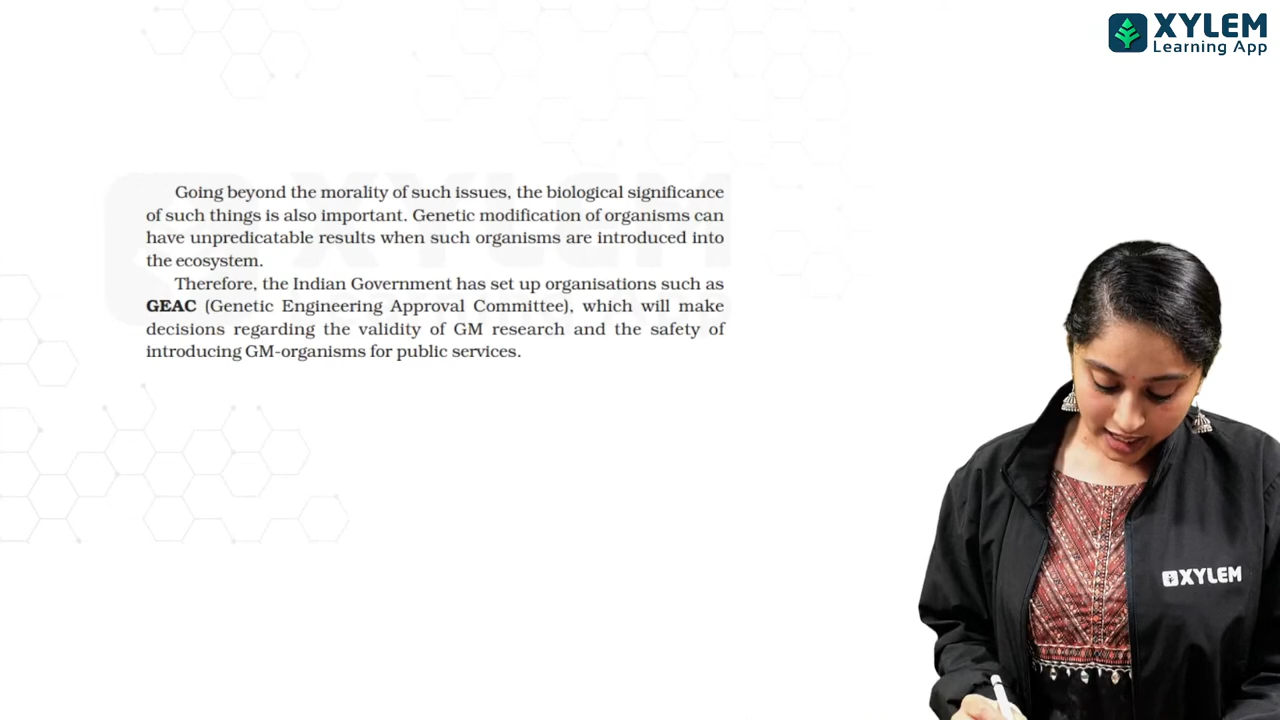 XYLEM
Learning App
Going beyond the morality of such issues, the biological significance
of such things is also important. Genetic modification of organisms can
have unpredicatable results when such organisms are introduced into
the ecosystem.
Therefore, the Indian Government has set up organisations such as
GEAC (Genetic Engineering Approval Committee), which will make
decisions regarding the validity of GM research and the safety of
introducing GM-organisms for public services.
XYLEM